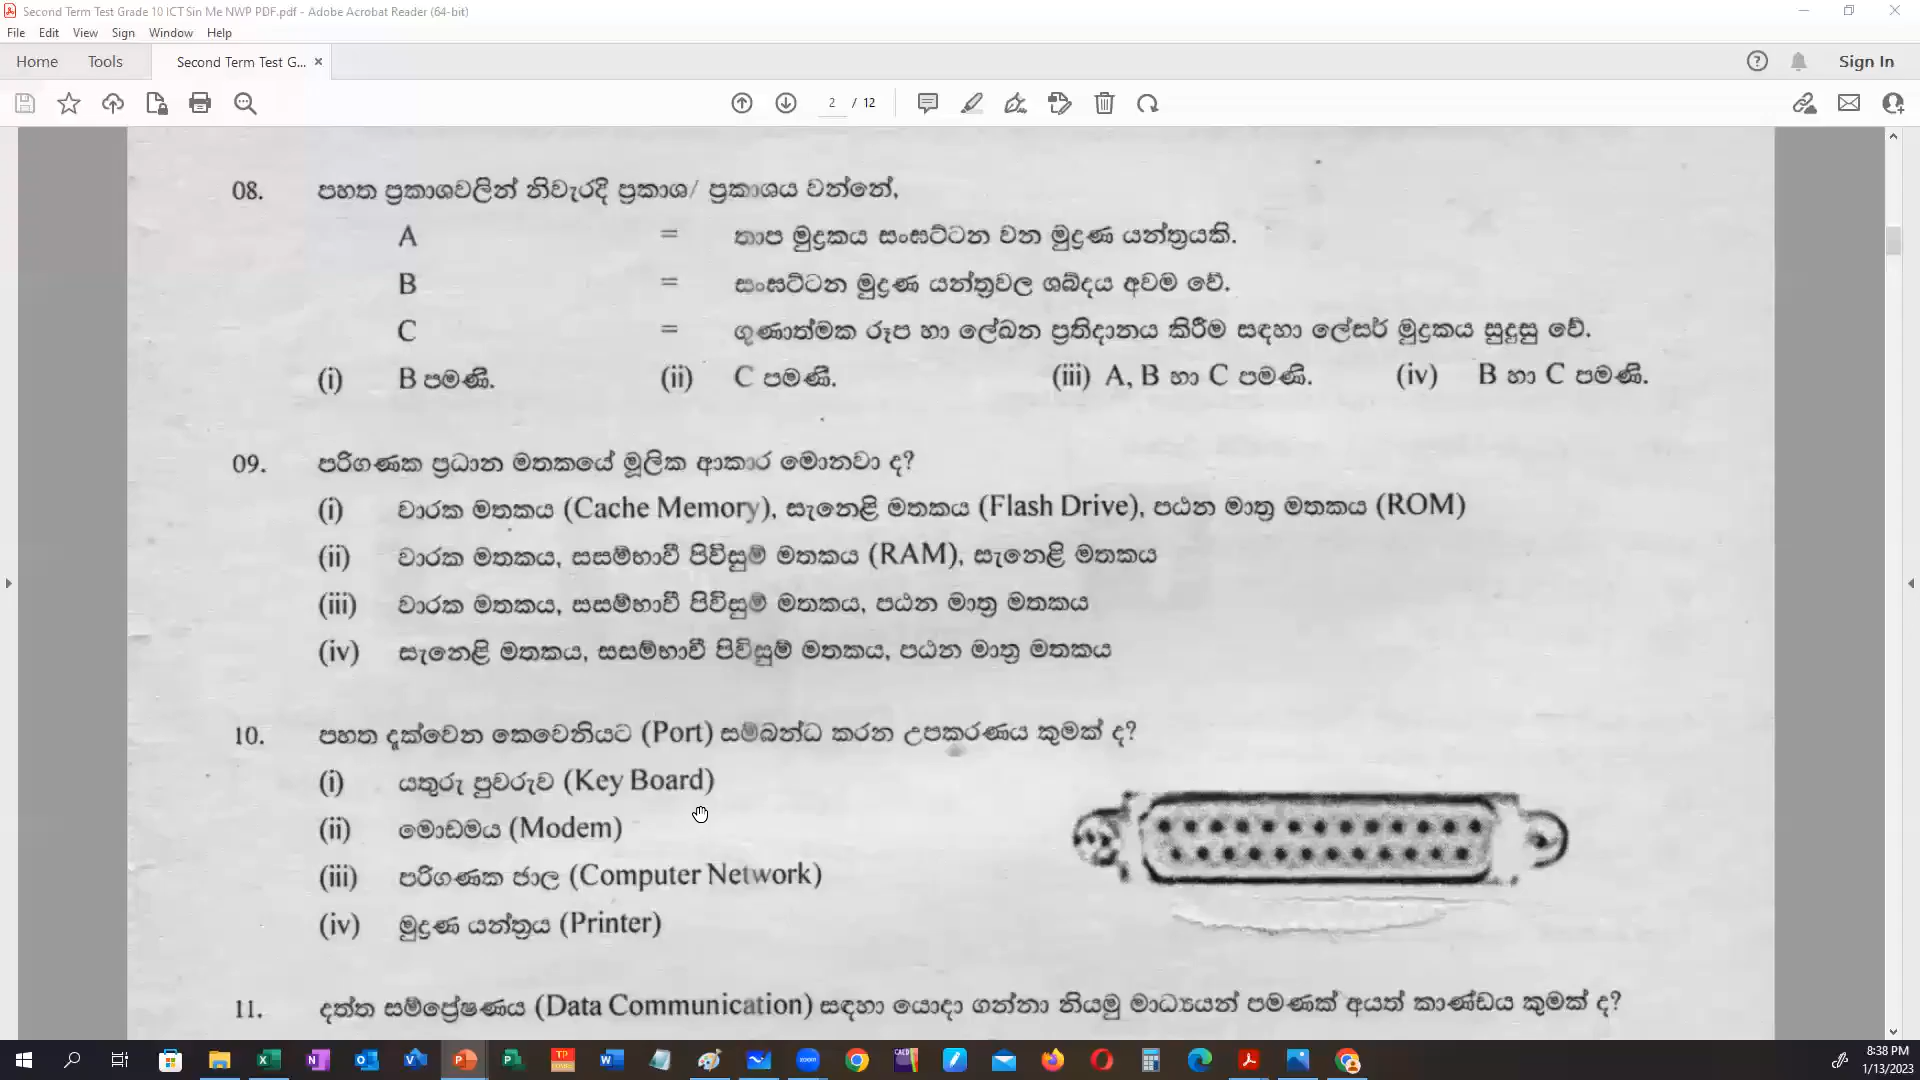 Second Term Test Grade 10 ICT Sin Me NWP PDF.pdf - Adobe Acrobat Reader (64-bit)
File Edit View Sign Window Help
Home Tools Second Term Test G... × Sign In
2 / 12
08. පහත ප්‍රකාශවලින් නිවැරදි ප්‍රකාශ/ ප්‍රකාශය වන්නේ,
A = තාප මුද්‍රකය සංඝට්ටන වන මුද්‍රණ යන්ත්‍රයකි.
B = සංඝට්ටන මුද්‍රණ යන්ත්‍රවල ශබ්දය අවම වේ.
C = ගුණාත්මක රූප හා ලේඛන ප්‍රතිදානය කිරීම සඳහා ලේසර් මුද්‍රකය සුදුසු වේ.
(i) B පමණි. (ii) C පමණි. (iii) A, B හා C පමණි. (iv) B හා C පමණි.
09. පරිගණක ප්‍රධාන මතකයේ මූලික ආකාර මොනවා ද?
(i) වාරක මතකය (Cache Memory), සැනෙළි මතකය (Flash Drive), පඨන මාත්‍ර මතකය (ROM)
(ii) වාරක මතකය, සසම්භාවී පිවිසුම් මතකය (RAM), සැනෙළි මතකය
(iii) වාරක මතකය, සසම්භාවී පිවිසුම් මතකය, පඨන මාත්‍ර මතකය
(iv) සැනෙළි මතකය, සසම්භාවී පිවිසුම් මතකය, පඨන මාත්‍ර මතකය
10. පහත දැක්වෙන කෙවෙනියට (Port) සම්බන්ධ කරන උපකරණය කුමක් ද?
(i) යතුරු පුවරුව (Key Board)
(ii) මොඩමය (Modem)
(iii) පරිගණක ජාල (Computer Network)
(iv) මුද්‍රණ යන්ත්‍රය (Printer)
11. දත්ත සම්ප්‍රේෂණය (Data Communication) සඳහා යොදා ගන්නා නියමු මාධ්‍යයන් පමණක් අයත් කාණ්ඩය කුමක් ද?
8:38 PM
1/13/2023